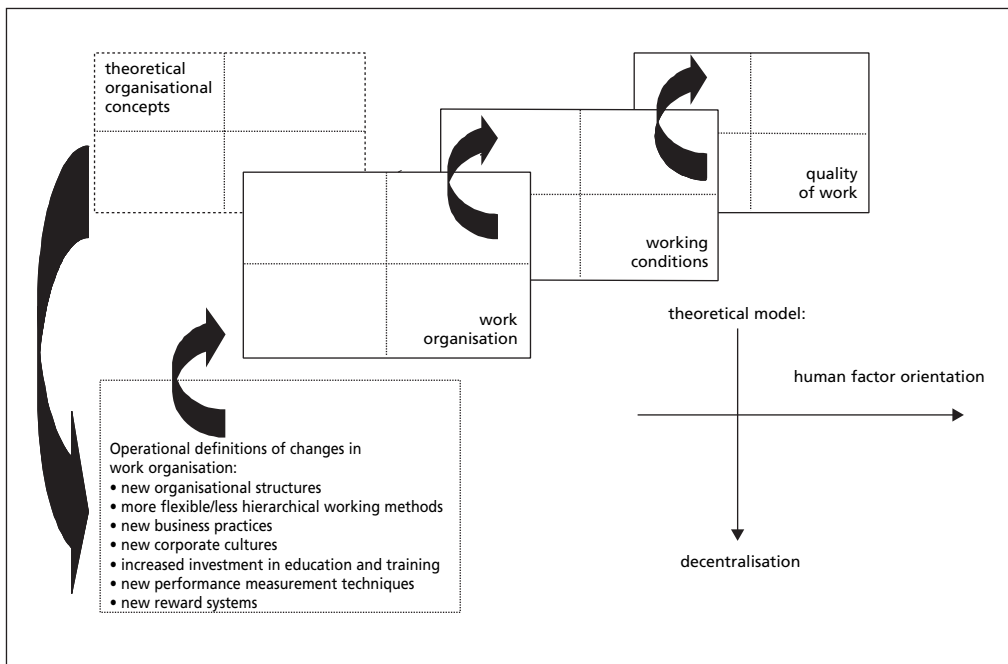 theoretical
organisational
concepts
quality
of work
working
conditions
work
organisation
theoretical model:
human factor orientation
decentralisation
Operational definitions of changes in
work organisation:
• new organisational structures
• more flexible/less hierarchical working methods
• new business practices
• new corporate cultures
• increased investment in education and training
• new performance measurement techniques
• new reward systems